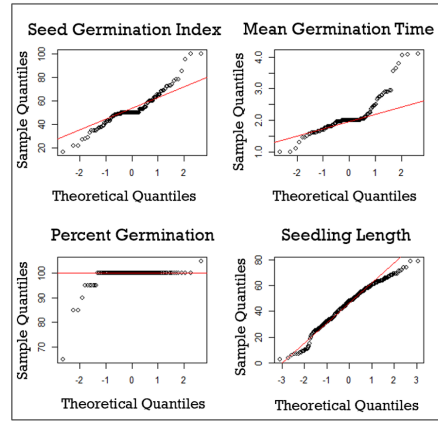 Seed Germination Index
Sample Quantiles
20 40 60 80 100
-2 -1 0 1 2
Theoretical Quantiles
Mean Germination Time
Sample Quantiles
1.0 2.0 3.0 4.0
-2 -1 0 1 2
Theoretical Quantiles
Percent Germination
Sample Quantiles
70 80 90 100
-2 -1 0 1 2
Theoretical Quantiles
Seedling Length
Sample Quantiles
0 20 40 60 80
-3 -2 -1 0 1 2 3
Theoretical Quantiles